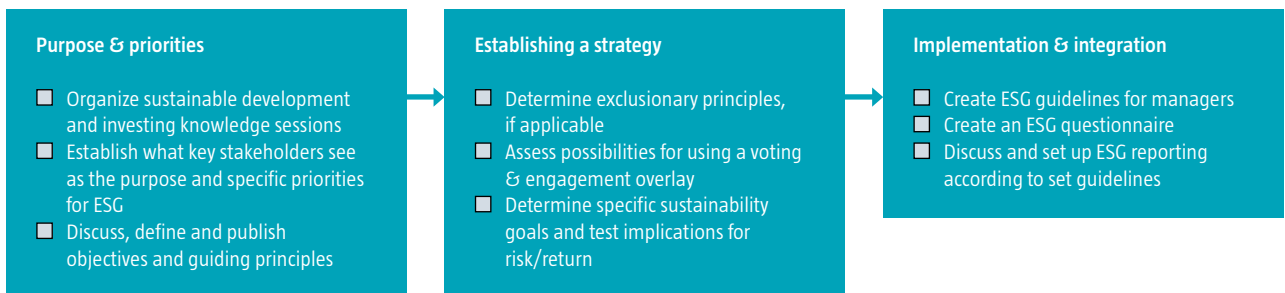 Purpose & priorities
Organize sustainable development
and investing knowledge sessions
Establish what key stakeholders see
as the purpose and specific priorities
for ESG
Discuss, define and publish
objectives and guiding principles
Establishing a strategy
Determine exclusionary principles,
if applicable
Assess possibilities for using a voting
& engagement overlay
Determine specific sustainability
goals and test implications for
risk/return
Implementation & integration
Create ESG guidelines for managers
Create an ESG questionnaire
Discuss and set up ESG reporting
according to set guidelines